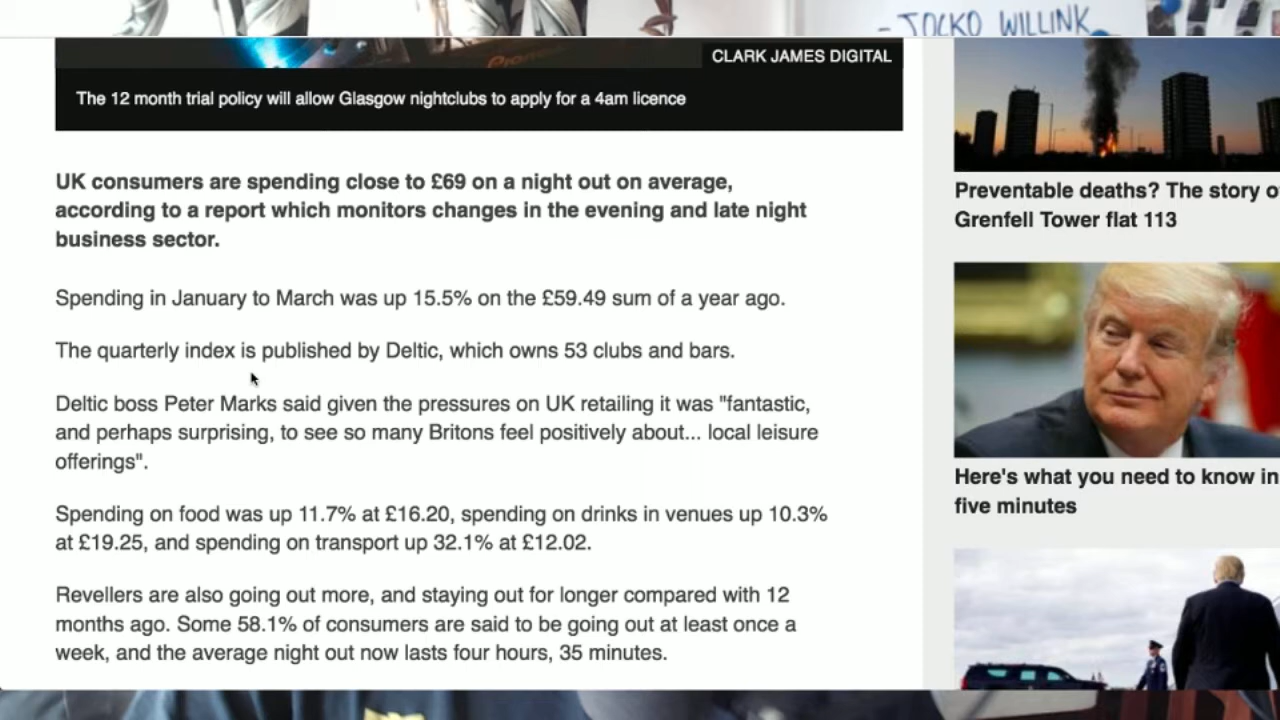 - JOCKO WILLINK
CLARK JAMES DIGITAL
The 12 month trial policy will allow Glasgow nightclubs to apply for a 4am licence
UK consumers are spending close to £69 on a night out on average,
according to a report which monitors changes in the evening and late night
business sector.
Spending in January to March was up 15.5% on the £59.49 sum of a year ago.
The quarterly index is published by Deltic, which owns 53 clubs and bars.
Deltic boss Peter Marks said given the pressures on UK retailing it was "fantastic,
and perhaps surprising, to see so many Britons feel positively about... local leisure
offerings".
Spending on food was up 11.7% at £16.20, spending on drinks in venues up 10.3%
at £19.25, and spending on transport up 32.1% at £12.02.
Revellers are also going out more, and staying out for longer compared with 12
months ago. Some 58.1% of consumers are said to be going out at least once a
week, and the average night out now lasts four hours, 35 minutes.
Preventable deaths? The story o
Grenfell Tower flat 113
Here's what you need to know in
five minutes